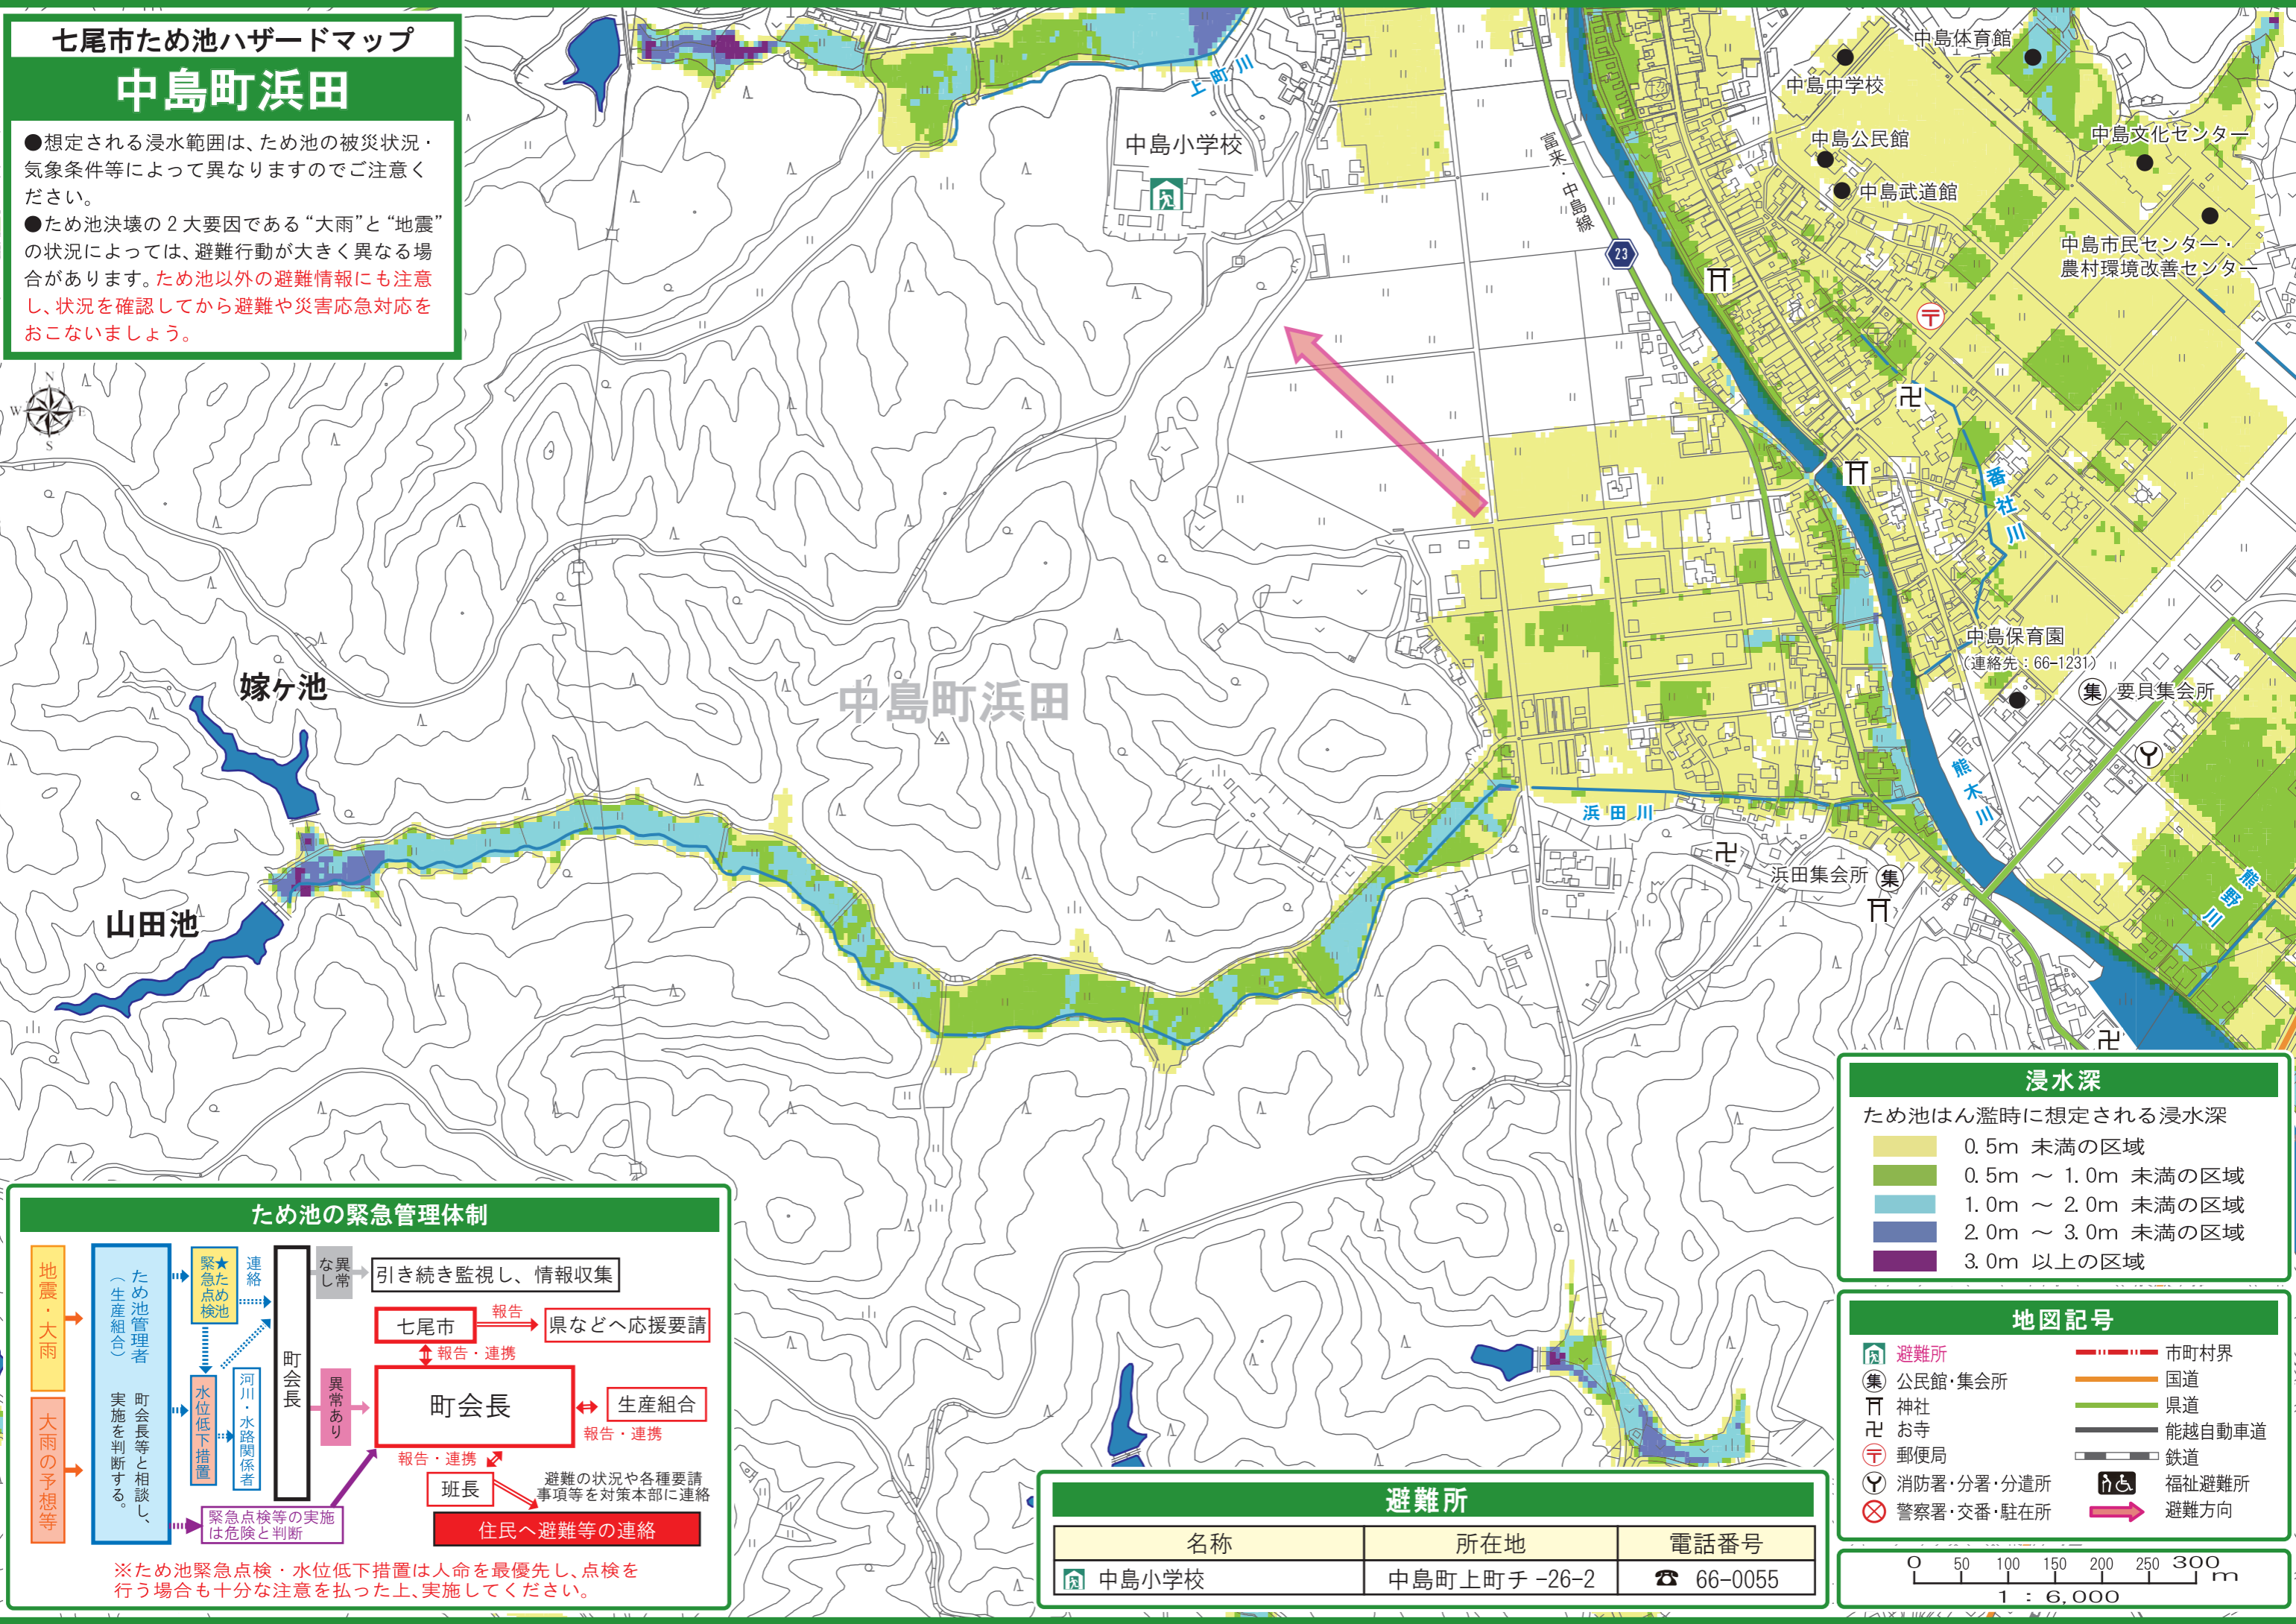 七尾市ため池ハザードマップ
中島町浜田
●想定される浸水範囲は、ため池の被災状況・
気象条件等によって異なりますのでご注意く
ださい。
●ため池決壊の2大要因である“大雨”と“地震”
の状況によっては、避難行動が大きく異なる場
合があります。ため池以外の避難情報にも注意
し、状況を確認してから避難や災害応急対応を
おこないましょう。
N
W E
S
上町川
中島小学校
富来・中島線
23
中島体育館
中島中学校
中島公民館
中島文化センター
中島武道館
中島市民センター・
農村環境改善センター
番社川
中島保育園
(連絡先：66-1231)
集 要貝集会所
熊木川
浜田川
浜田集会所 集
熊野川
嫁ヶ池
中島町浜田
山田池
浸水深
ため池はん濫時に想定される浸水深
0.5m 未満の区域
0.5m ～ 1.0m 未満の区域
1.0m ～ 2.0m 未満の区域
2.0m ～ 3.0m 未満の区域
3.0m 以上の区域
地図記号
避難所
集 公民館・集会所
神社
卍 お寺
〒 郵便局
消防署・分署・分遣所
警察署・交番・駐在所
市町村界
国道
県道
能越自動車道
鉄道
福祉避難所
避難方向
0 50 100 150 200 250 300
m
1 : 6,000
ため池の緊急管理体制
地震・大雨
大雨の予想等
ため池管理者
（生産組合）
町会長等と相談し、
実施を判断する。
★ため池
緊急点検
連絡
水位低下措置
河川・水路関係者
緊急点検等の実施
は危険と判断
町会長
異常
なし
引き続き監視し、情報収集
異常あり
七尾市
報告
県などへ応援要請
報告・連携
町会長
生産組合
報告・連携
報告・連携
班長
避難の状況や各種要請
事項等を対策本部に連絡
住民へ避難等の連絡
※ため池緊急点検・水位低下措置は人命を最優先し、点検を
行う場合も十分な注意を払った上、実施してください。
避難所
名称 所在地 電話番号
中島小学校 中島町上町チ-26-2 ☎ 66-0055